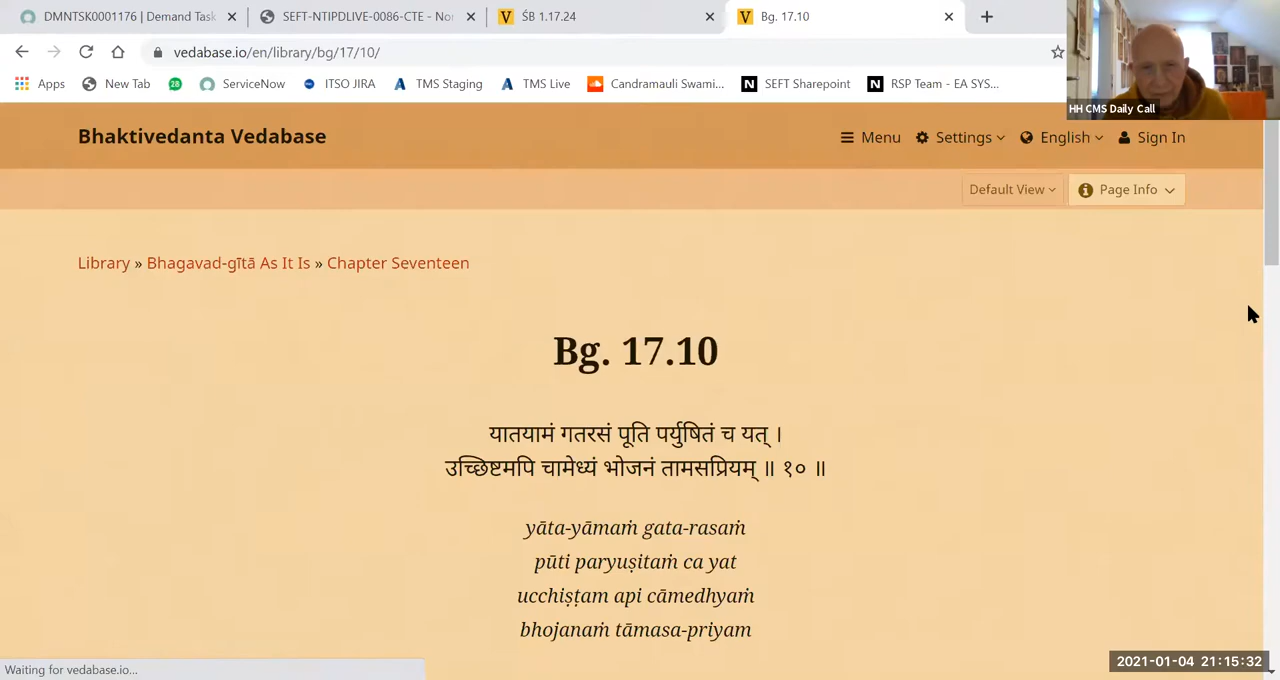 DMNTSK0001176 | Demand Task
SEFT-NTIPDLIVE-0086-CTE - Nor
ŚB 1.17.24
Bg. 17.10
vedabase.io/en/library/bg/17/10/
Apps New Tab 28 ServiceNow ITSO JIRA TMS Staging TMS Live Candramauli Swami... SEFT Sharepoint RSP Team - EA SYS...
HH CMS Daily Call
Bhaktivedanta Vedabase
Menu Settings English Sign In
Default View Page Info
Library » Bhagavad-gītā As It Is » Chapter Seventeen
Bg. 17.10
यातयामं गतरसं पूति पर्युषितं च यत् ।
उच्छिष्टमपि चामेध्यं भोजनं तामसप्रियम् ॥ १० ॥
yāta-yāmaṁ gata-rasaṁ
pūti paryuṣitaṁ ca yat
ucchiṣṭam api cāmedhyaṁ
bhojanaṁ tāmasa-priyam
Waiting for vedabase.io...
2021-01-04 21:15:32